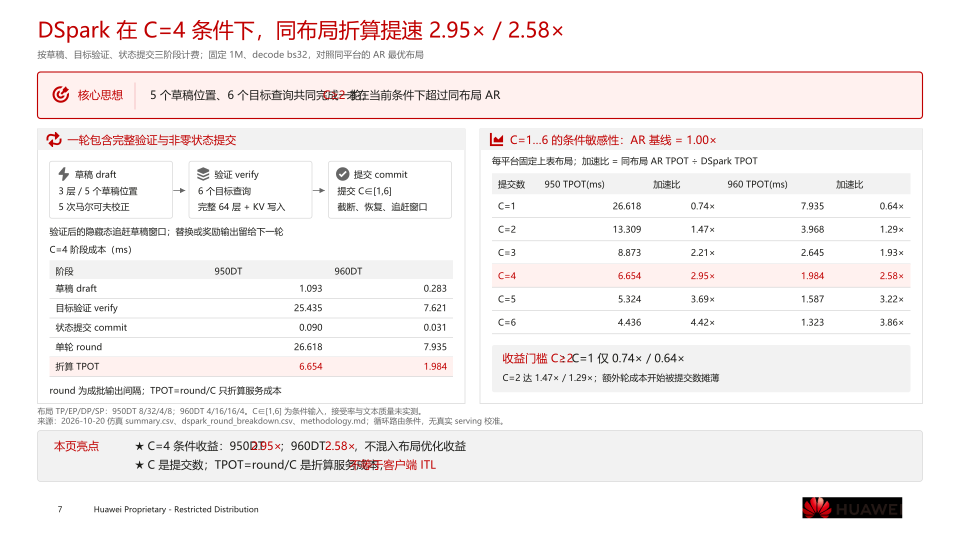 DSpark 在 C=4 条件下，同布局折算提速 2.95× / 2.58×
按草稿、目标验证、状态提交三阶段计费；固定 1M、decode bs32，对照同平台的 AR 最优布局
核心思想
5 个草稿位置、6 个目标查询共同完成一轮 在当前条件下超过同布局 AR
一轮包含完整验证与非零状态提交
草稿 draft
3 层 / 5 个草稿位置
5 次马尔可夫校正
验证 verify
6 个目标查询
完整 64 层 + KV 写入
提交 commit
提交 C∈[1,6]
截断、恢复、追赶窗口
验证后的隐藏态追赶草稿窗口；替换或奖励输出留给下一轮
C=4 阶段成本（ms）
阶段 950DT 960DT
草稿 draft 1.093 0.283
目标验证 verify 25.435 7.621
状态提交 commit 0.090 0.031
单轮 round 26.618 7.935
折算 TPOT 6.654 1.984
round 为成批输出间隔；TPOT=round/C 只折算服务成本
C=1…6 的条件敏感性：AR 基线 = 1.00×
每平台固定上表布局；加速比 = 同布局 AR TPOT ÷ DSpark TPOT
提交数 950 TPOT(ms) 加速比 960 TPOT(ms) 加速比
C=1 26.618 0.74× 7.935 0.64×
C=2 13.309 1.47× 3.968 1.29×
C=3 8.873 2.21× 2.645 1.93×
C=4 6.654 2.95× 1.984 2.58×
C=5 5.324 3.69× 1.587 3.22×
C=6 4.436 4.42× 1.323 3.86×
收益门槛 C≥2 C=1 仅 0.74× / 0.64×
C=2 达 1.47× / 1.29×；额外轮成本开始被提交数摊薄
布局 TP/EP/DP/SP：950DT 8/32/4/8；960DT 4/16/16/4。C∈[1,6] 为条件输入，接受率与文本质量未实测。
来源：2026-10-20 仿真 summary.csv、dspark_round_breakdown.csv、methodology.md；循环路由条件，无真实 serving 校准。
本页亮点
★ C=4 条件收益：950DT 2.95×；960DT 2.58×，不混入布局优化收益
★ C 是提交数；TPOT=round/C 是折算服务成本 不等于客户端 ITL
7 Huawei Proprietary - Restricted Distribution
HUAWEI